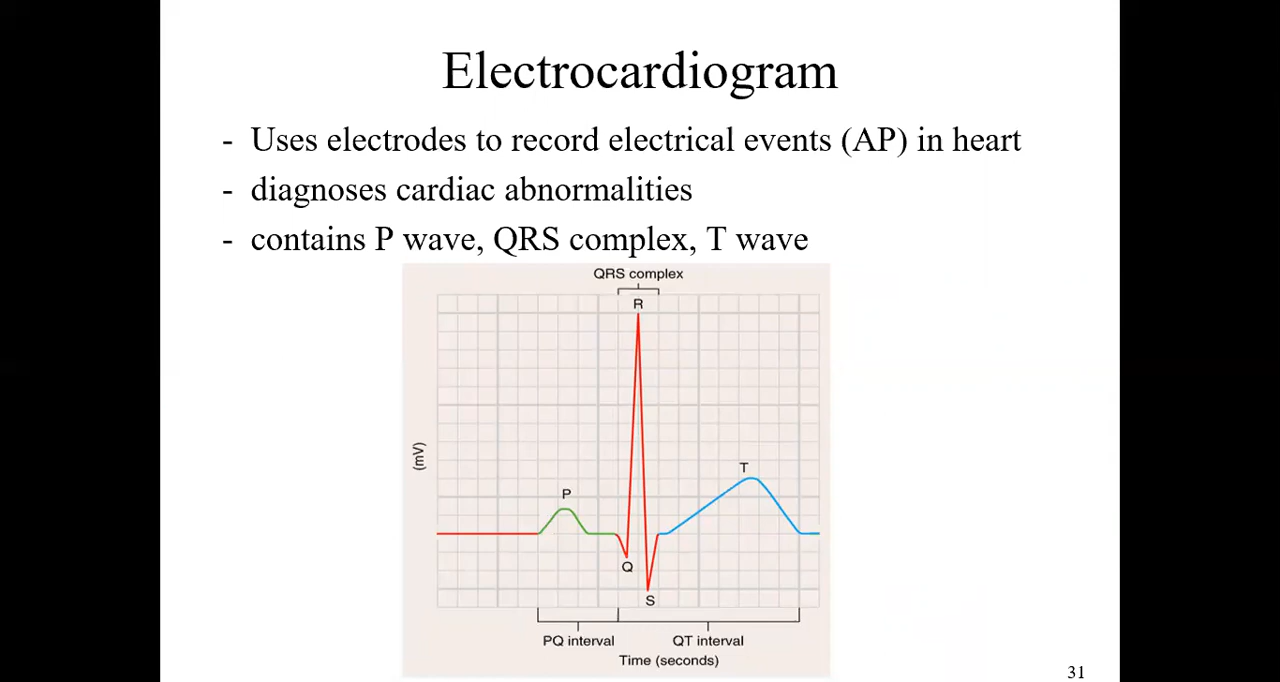 Electrocardiogram
- Uses electrodes to record electrical events (AP) in heart
- diagnoses cardiac abnormalities
- contains P wave, QRS complex, T wave
QRS complex
R
(mV)
T
P
Q
S
PQ interval
QT interval
Time (seconds)
31